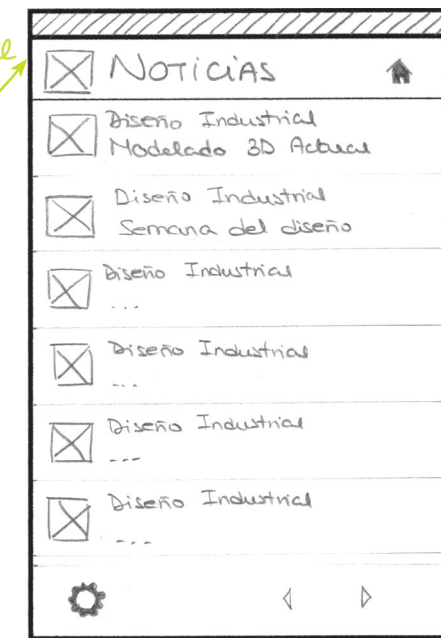 NOTICIAS
Diseño Industrial
Modelado 3D Actual
Diseño Industrial
Semana del diseño
Diseño Industrial
...
Diseño Industrial
...
Diseño Industrial
---
Diseño Industrial
...